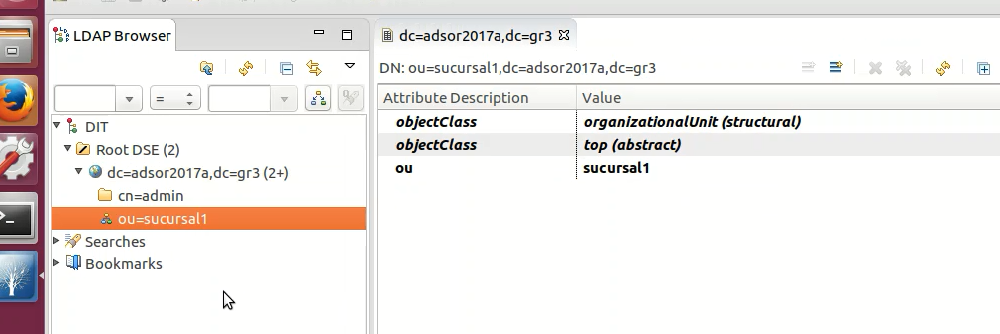 LDAP Browser
=
DIT
Root DSE (2)
dc=adsor2017a,dc=gr3 (2+)
cn=admin
ou=sucursal1
Searches
Bookmarks
dc=adsor2017a,dc=gr3
DN: ou=sucursal1,dc=adsor2017a,dc=gr3
Attribute Description Value
objectClass organizationalUnit (structural)
objectClass top (abstract)
ou sucursal1